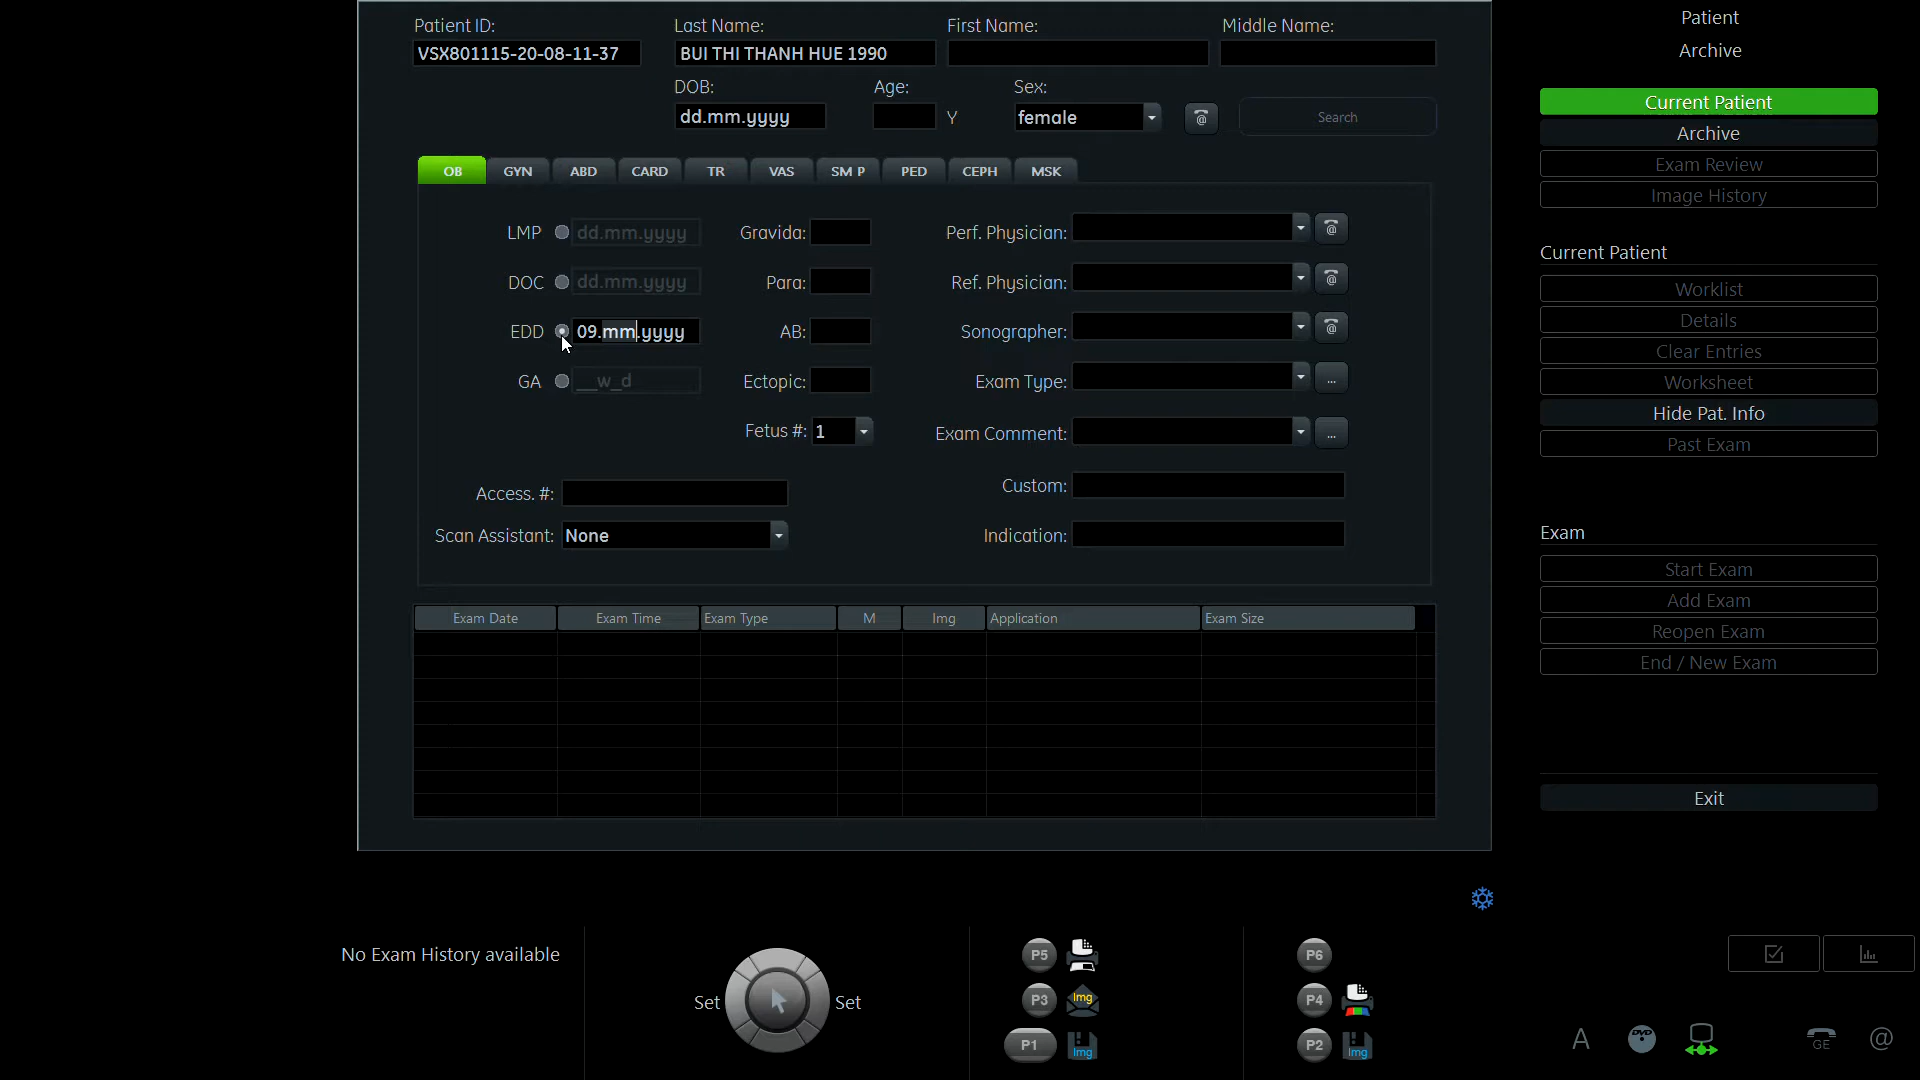 Patient ID: Last Name: First Name: Middle Name:
VSX801115-20-08-11-37 BUI THI THANH HUE 1990
DOB: Age: Sex:
dd.mm.yyyy Y female @ Search
OB GYN ABD CARD TR VAS SM P PED CEPH MSK
LMP dd.mm.yyyy Gravida: Perf. Physician: @
DOC dd.mm.yyyy Para: Ref. Physician: @
EDD 09.mm.yyyy AB: Sonographer: @
GA __w_d Ectopic: Exam Type: ...
Fetus #: 1 Exam Comment: ...
Access. #: Custom:
Scan Assistant: None Indication:
Exam Date Exam Time Exam Type M Img Application Exam Size
Patient
Archive
Current Patient
Archive
Exam Review
Image History
Current Patient
Worklist
Details
Clear Entries
Worksheet
Hide Pat. Info
Past Exam
Exam
Start Exam
Add Exam
Reopen Exam
End / New Exam
Exit
No Exam History available
Set Set
P5 P6
P3 Img P4
P1 Img P2 Img
A DVD GE @